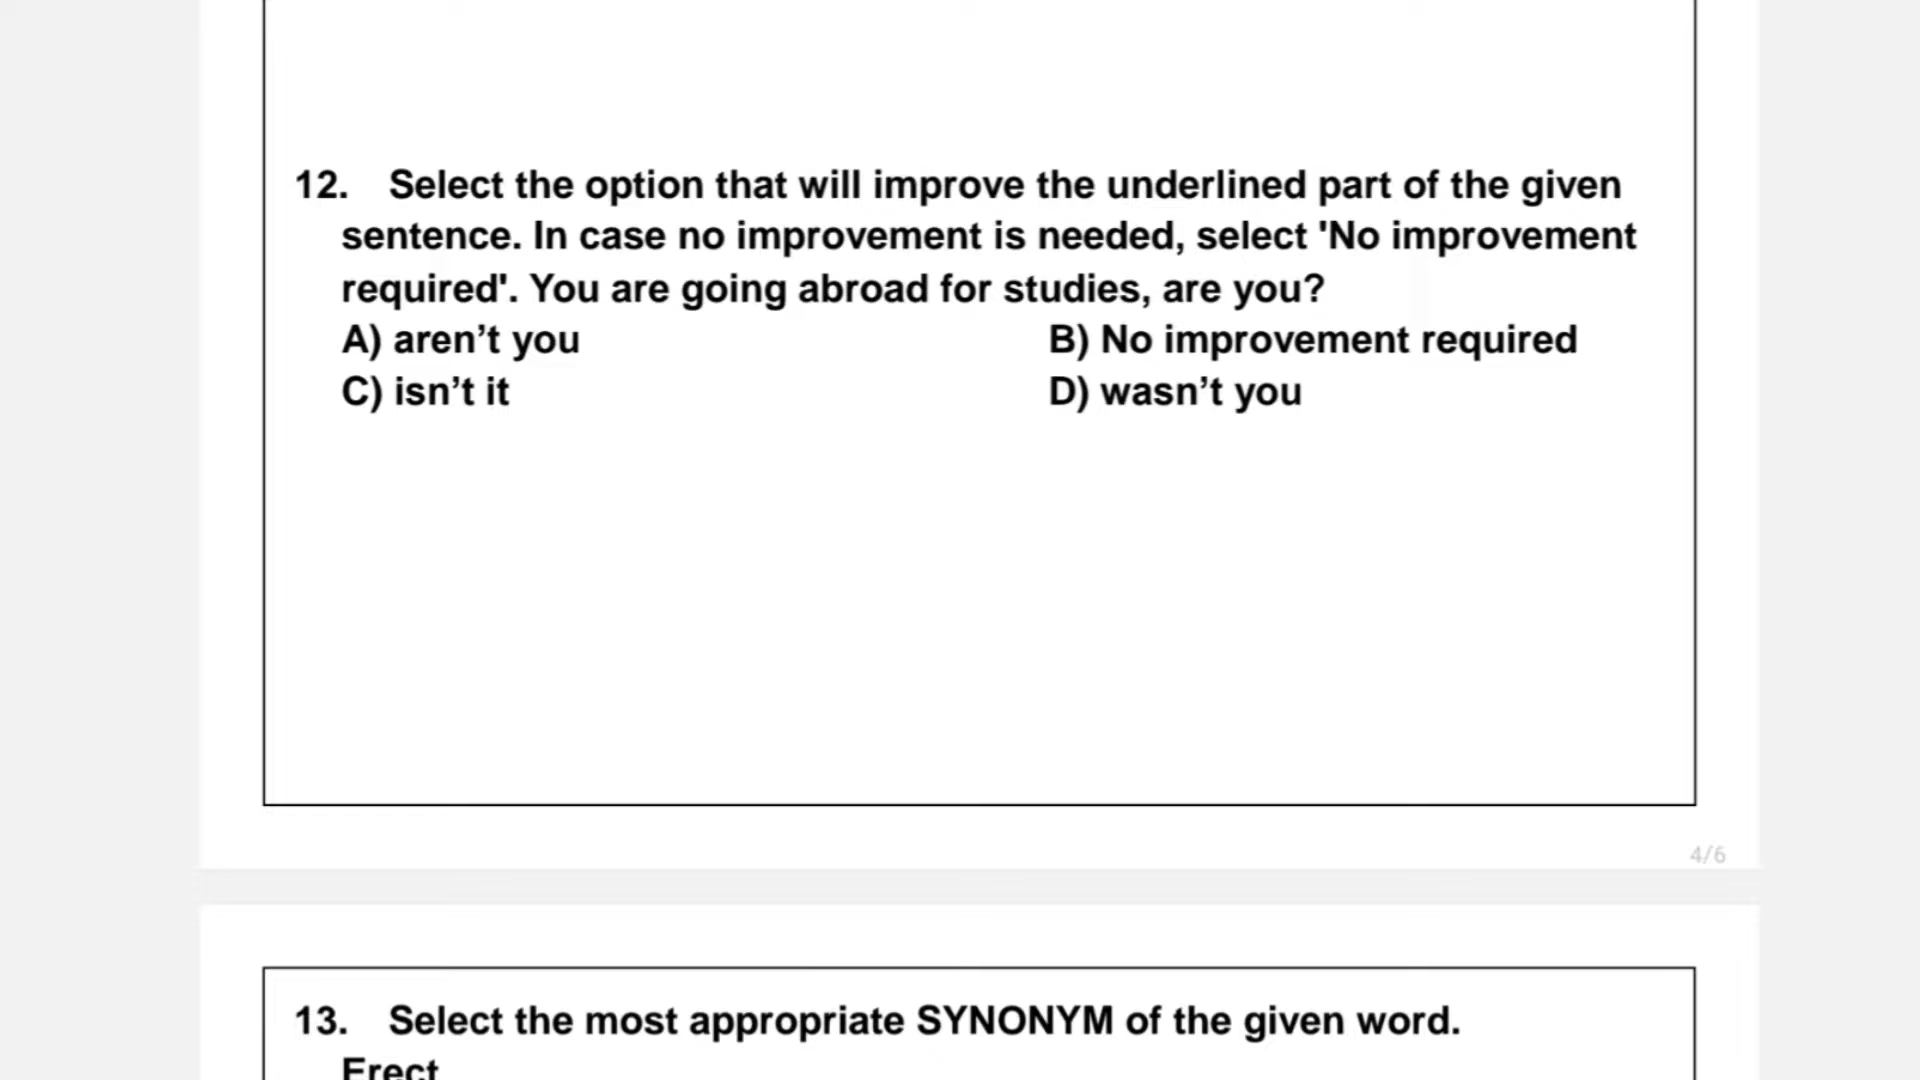 12. Select the option that will improve the underlined part of the given
sentence. In case no improvement is needed, select 'No improvement
required'. You are going abroad for studies, are you?
A) aren’t you B) No improvement required
C) isn’t it D) wasn’t you
4/6
13. Select the most appropriate SYNONYM of the given word.
Erect